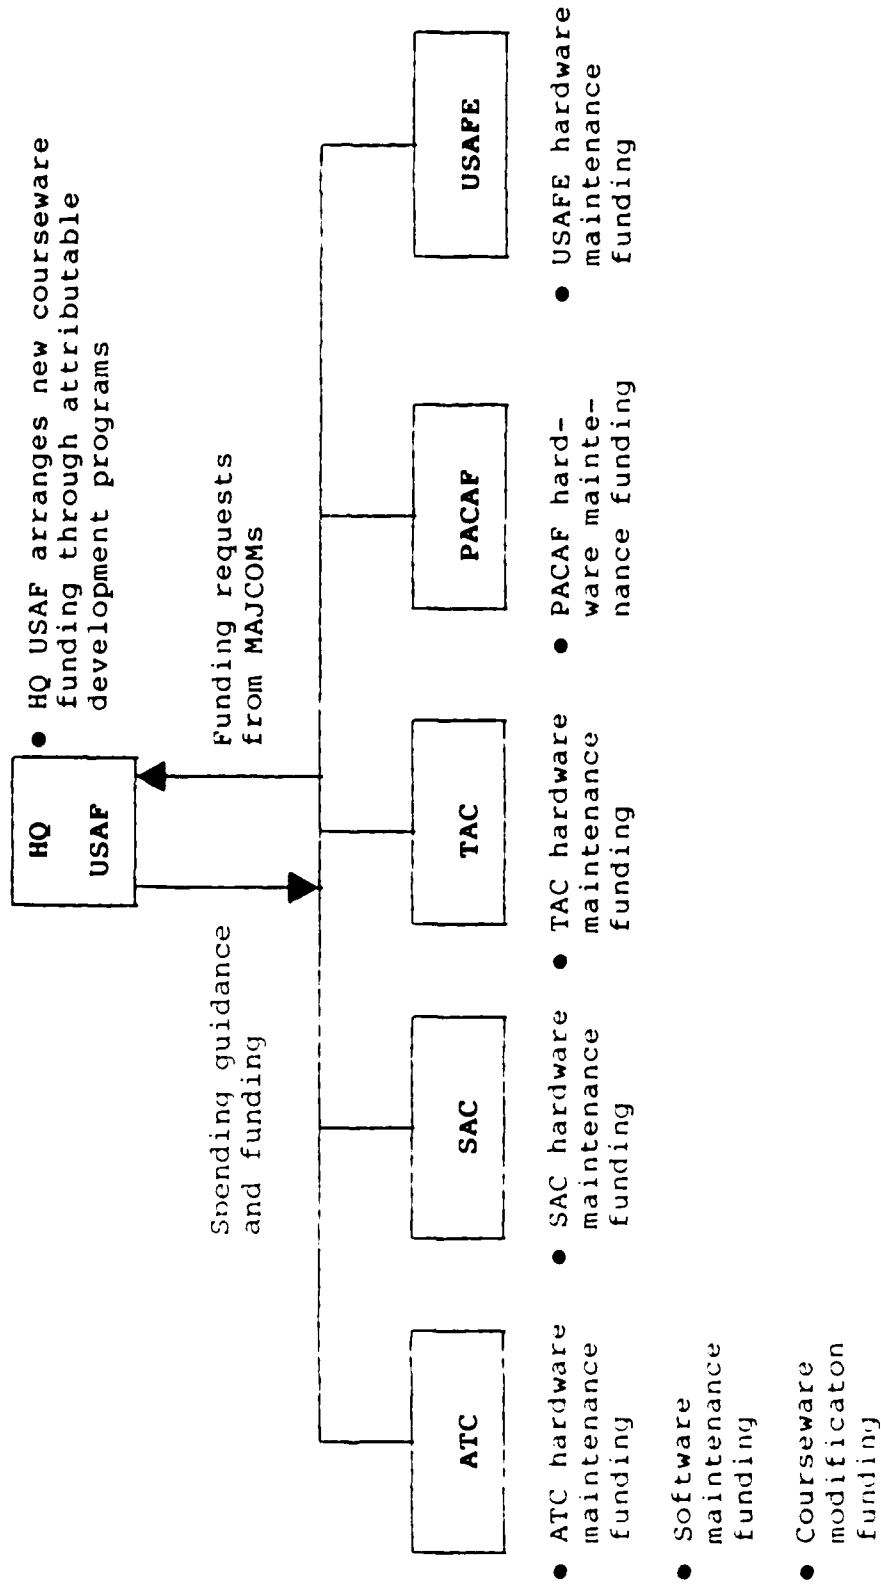 HQ
USAF
● HQ USAF arranges new courseware
funding through attributable
development programs
Spending guidance
and funding
Funding requests
from MAJCOMs
ATC
SAC
TAC
PACAF
USAFE
● ATC hardware
maintenance
funding
● Software
maintenance
funding
● Courseware
modificaton
funding
● SAC hardware
maintenance
funding
● TAC hardware
maintenance
funding
● PACAF hard-
ware mainte-
nance funding
● USAFE hardware
maintenance
funding